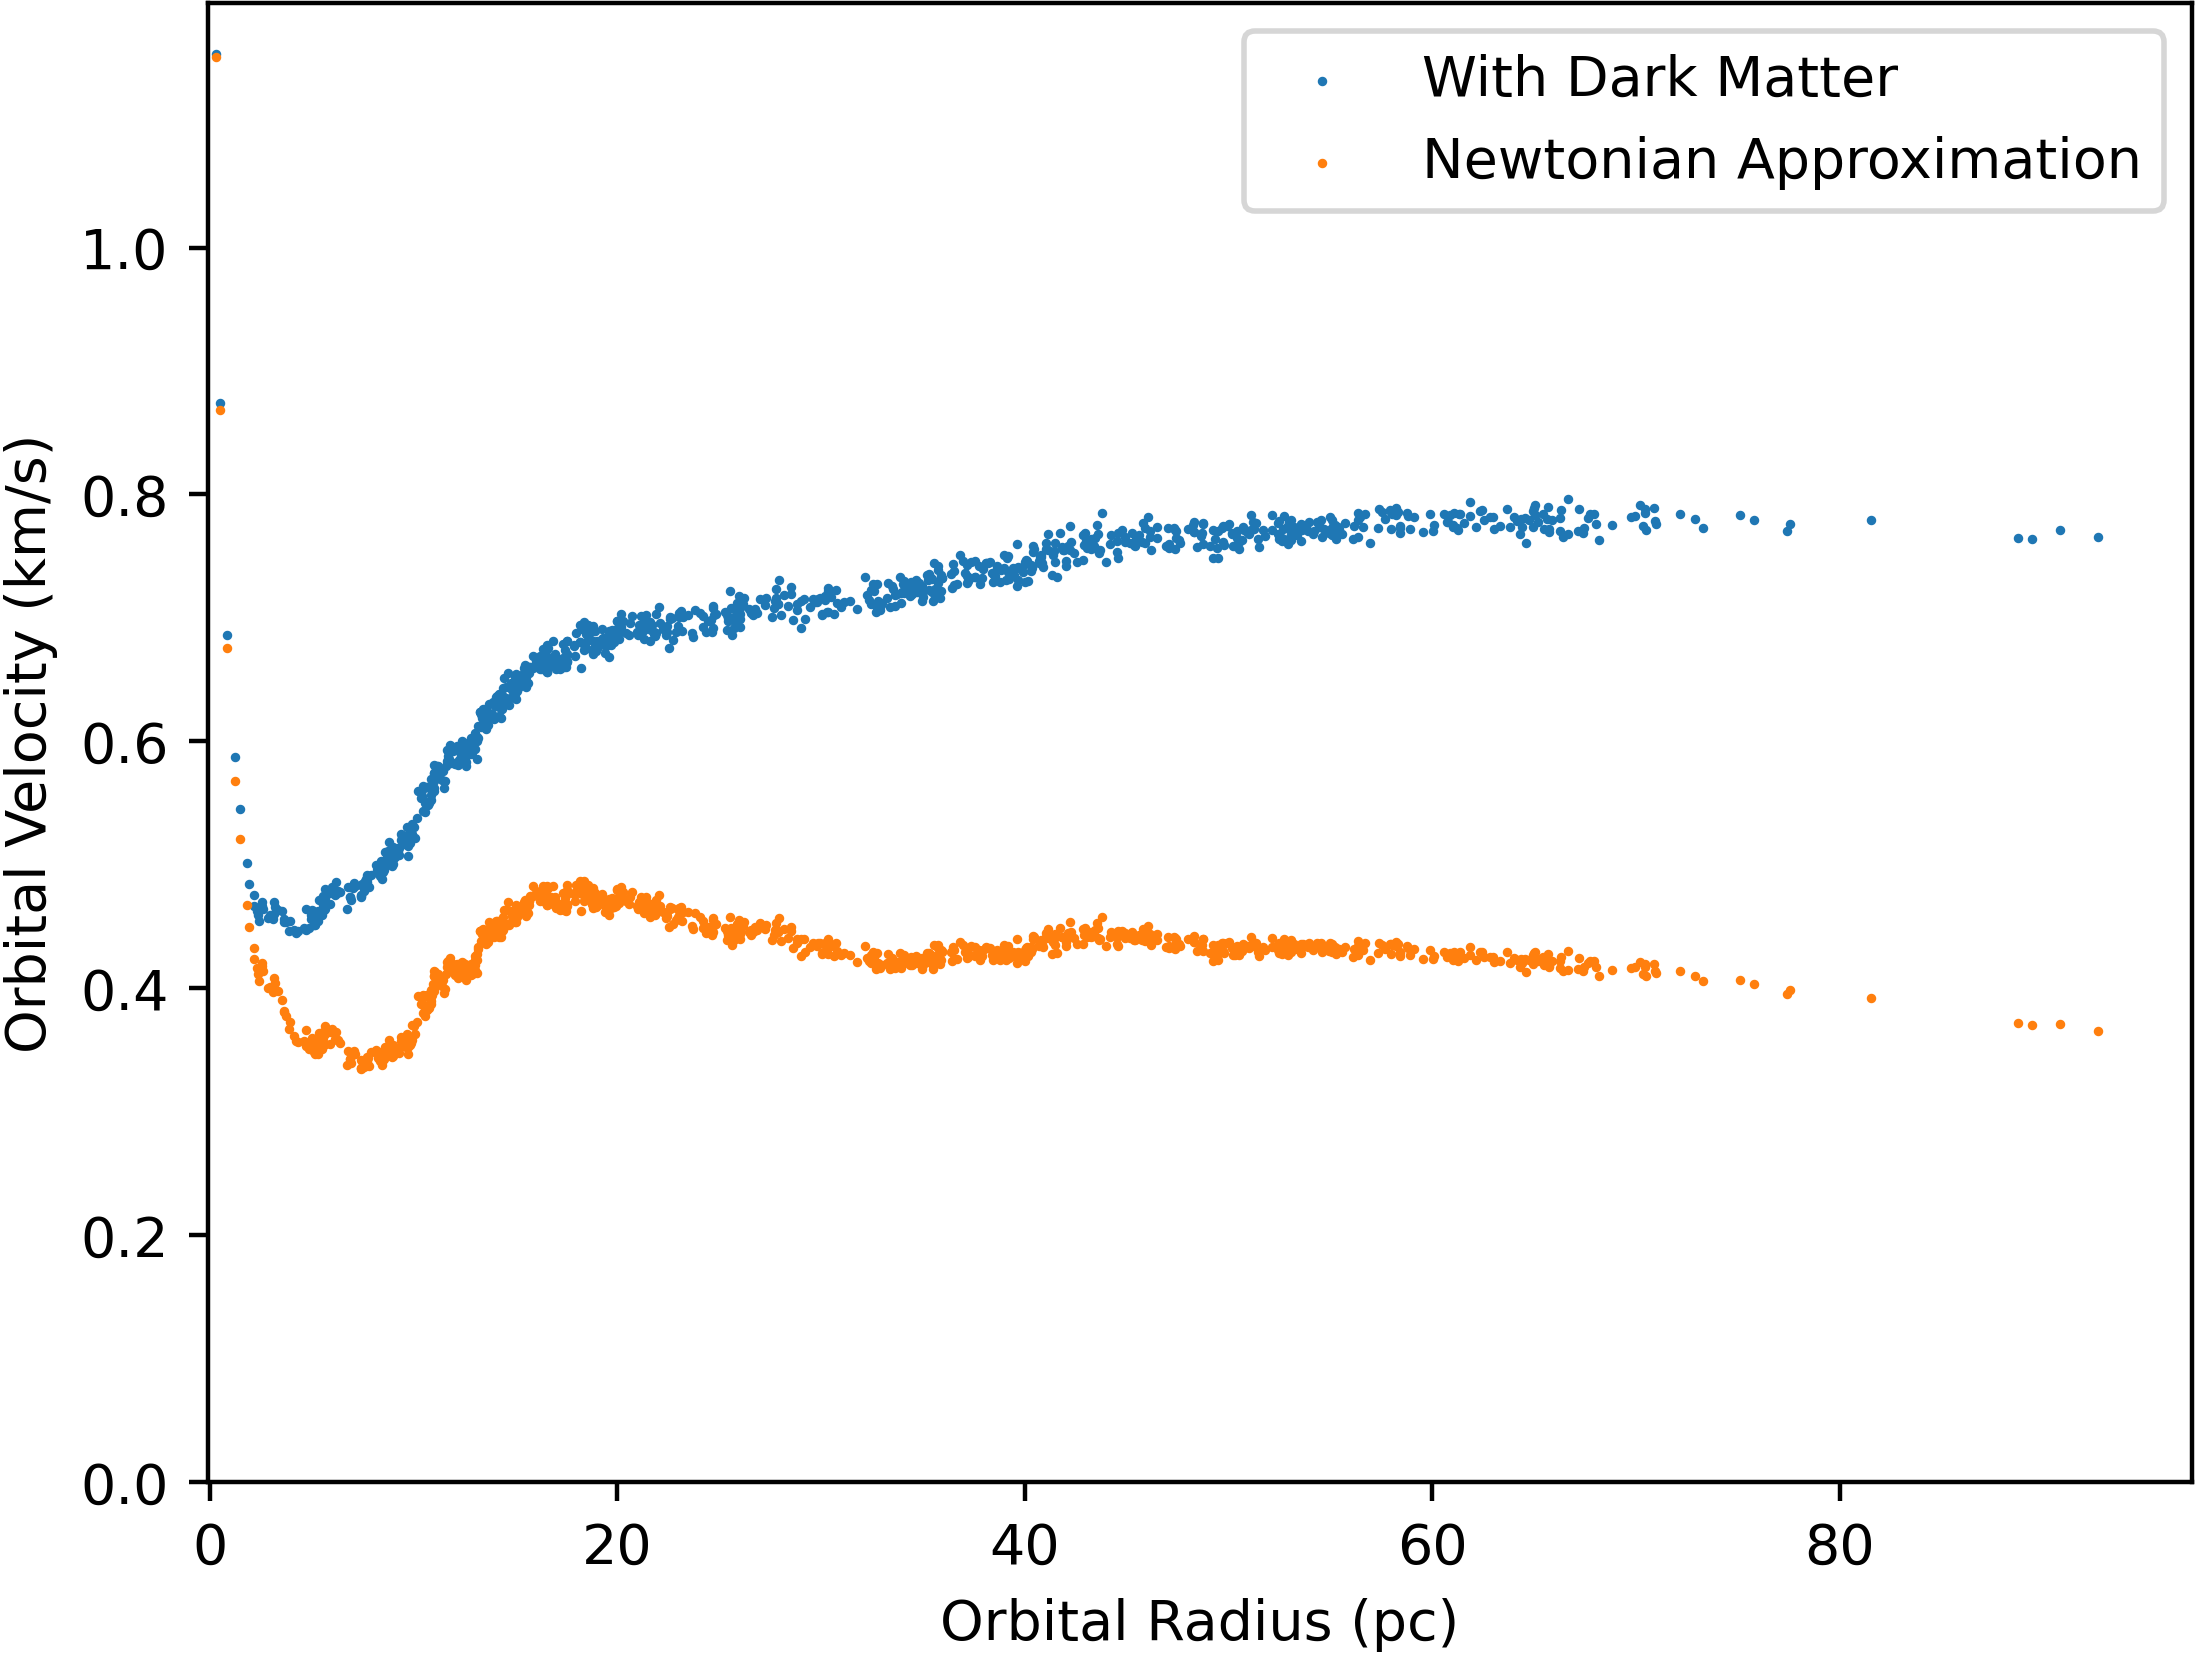 With Dark Matter
Newtonian Approximation
1.0
0.8
0.6
0.4
0.2
0.0
Orbital Velocity (km/s)
0 20 40 60 80
Orbital Radius (pc)